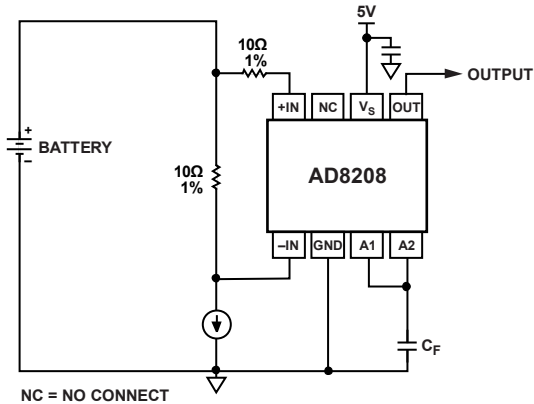 5V
10Ω
1%
OUTPUT
+IN
NC
VS
OUT
+
BATTERY
–
10Ω
1%
AD8208
–IN
GND
A1
A2
CF
NC = NO CONNECT